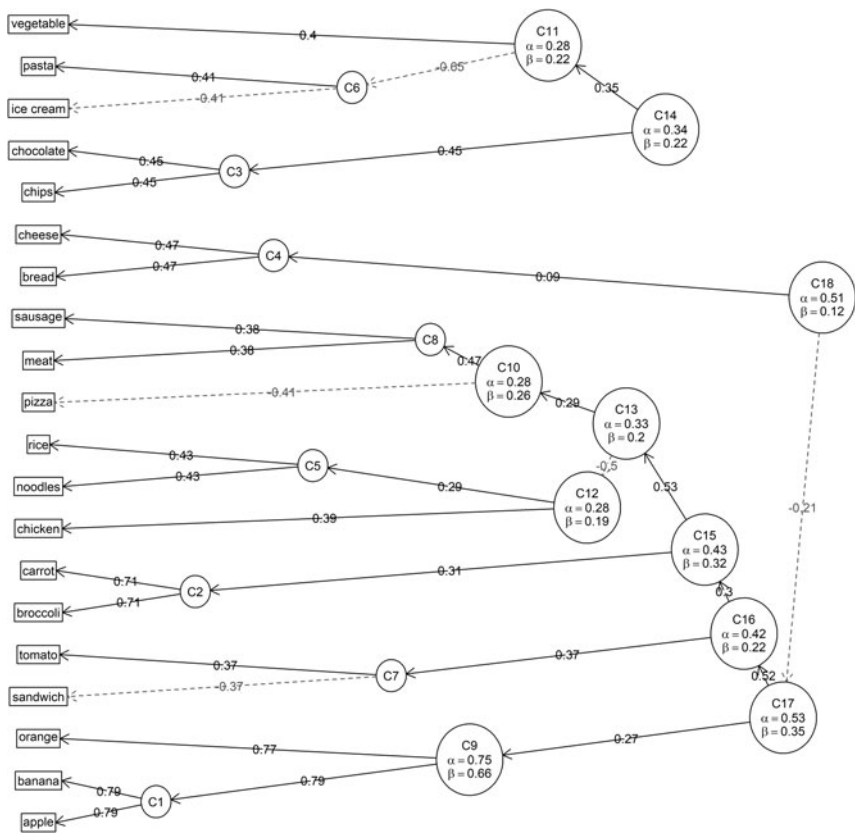 vegetable
0.4
C11
α = 0.28
β = 0.22
pasta
0.41
-0.65
C6
ice cream
-0.41
0.35
C14
α = 0.34
β = 0.22
chocolate
0.45
0.45
C3
chips
0.45
cheese
0.47
C4
bread
0.47
0.09
C18
α = 0.51
β = 0.12
sausage
0.38
C8
meat
0.38
0.47
C10
α = 0.28
β = 0.26
pizza
-0.41
0.29
C13
α = 0.33
β = 0.2
rice
0.43
C5
-0.5
noodles
0.43
0.29
C12
α = 0.28
β = 0.19
0.53
-0.21
chicken
0.39
C15
α = 0.43
β = 0.32
carrot
0.71
0.31
C2
broccoli
0.71
0.3
C16
α = 0.42
β = 0.22
tomato
0.37
0.37
C7
0.52
sandwich
-0.37
C17
α = 0.53
β = 0.35
orange
0.77
0.27
C9
α = 0.75
β = 0.66
banana
0.79
0.79
C1
apple
0.79